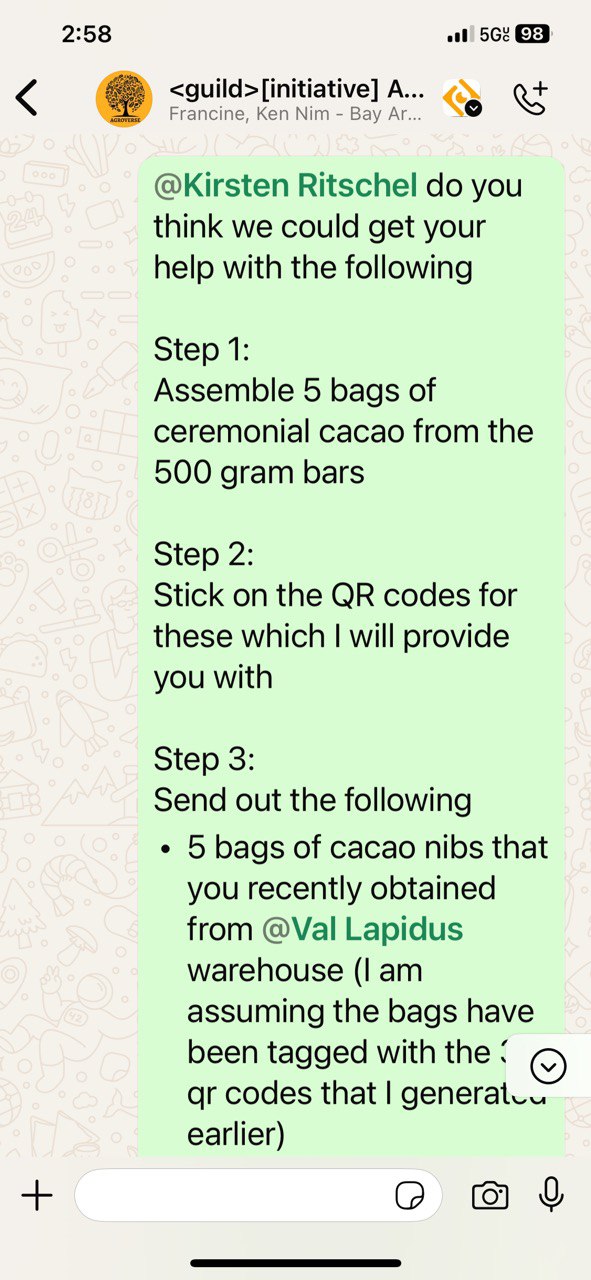 2:58
5G
98
<guild>[initiative] A...
Francine, Ken Nim - Bay Ar...
AGROVERSE
@Kirsten Ritschel do you
think we could get your
help with the following
Step 1:
Assemble 5 bags of
ceremonial cacao from the
500 gram bars
Step 2:
Stick on the QR codes for
these which I will provide
you with
Step 3:
Send out the following
• 5 bags of cacao nibs that
you recently obtained
from @Val Lapidus
warehouse (I am
assuming the bags have
been tagged with the
qr codes that I generated
earlier)